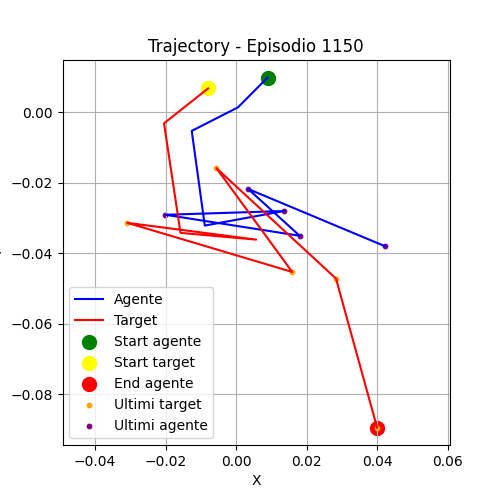 Trajectory - Episodio 1150
0.00
−0.02
−0.04
−0.06
−0.08
Agente
Target
Start agente
Start target
End agente
Ultimi target
Ultimi agente
−0.04 −0.02 0.00 0.02 0.04 0.06
X